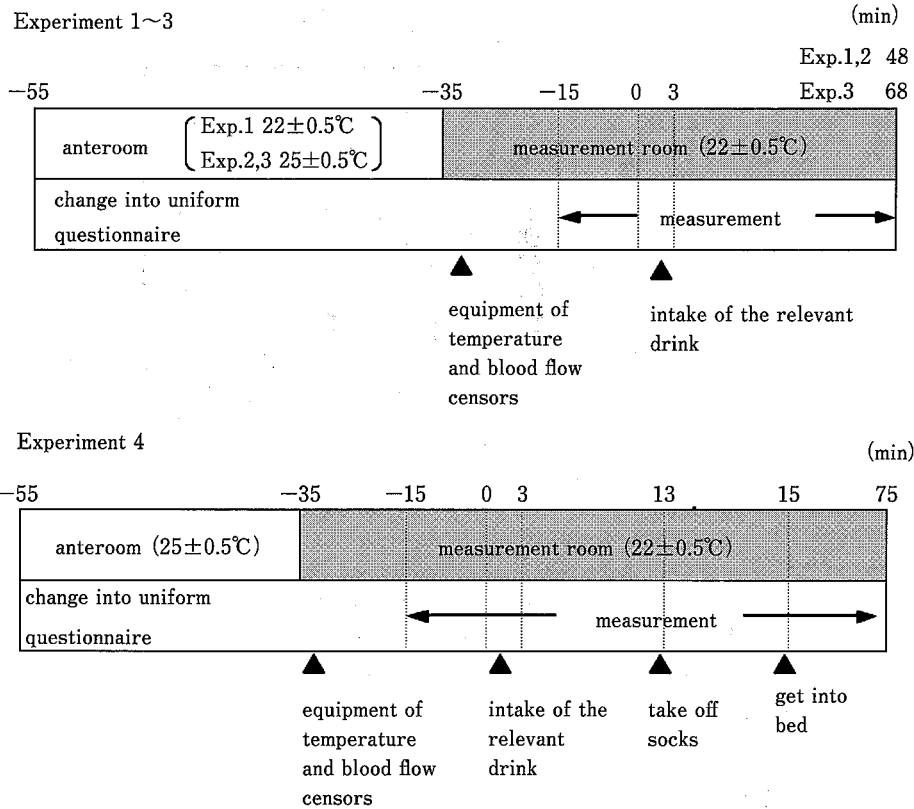 Experiment 1~3
(min)
Exp.1,2 48
−55 −35 −15 0 3 Exp.3 68
anteroom
Exp.1 22±0.5℃
Exp.2,3 25±0.5℃
measurement room (22±0.5℃)
change into uniform
questionnaire
measurement
equipment of
temperature
and blood flow
censors
intake of the relevant
drink
Experiment 4
(min)
−55 −35 −15 0 3 13 15 75
anteroom (25±0.5℃)
measurement room (22±0.5℃)
change into uniform
questionnaire
measurement
equipment of
temperature
and blood flow
censors
intake of the
relevant
drink
take off
socks
get into
bed